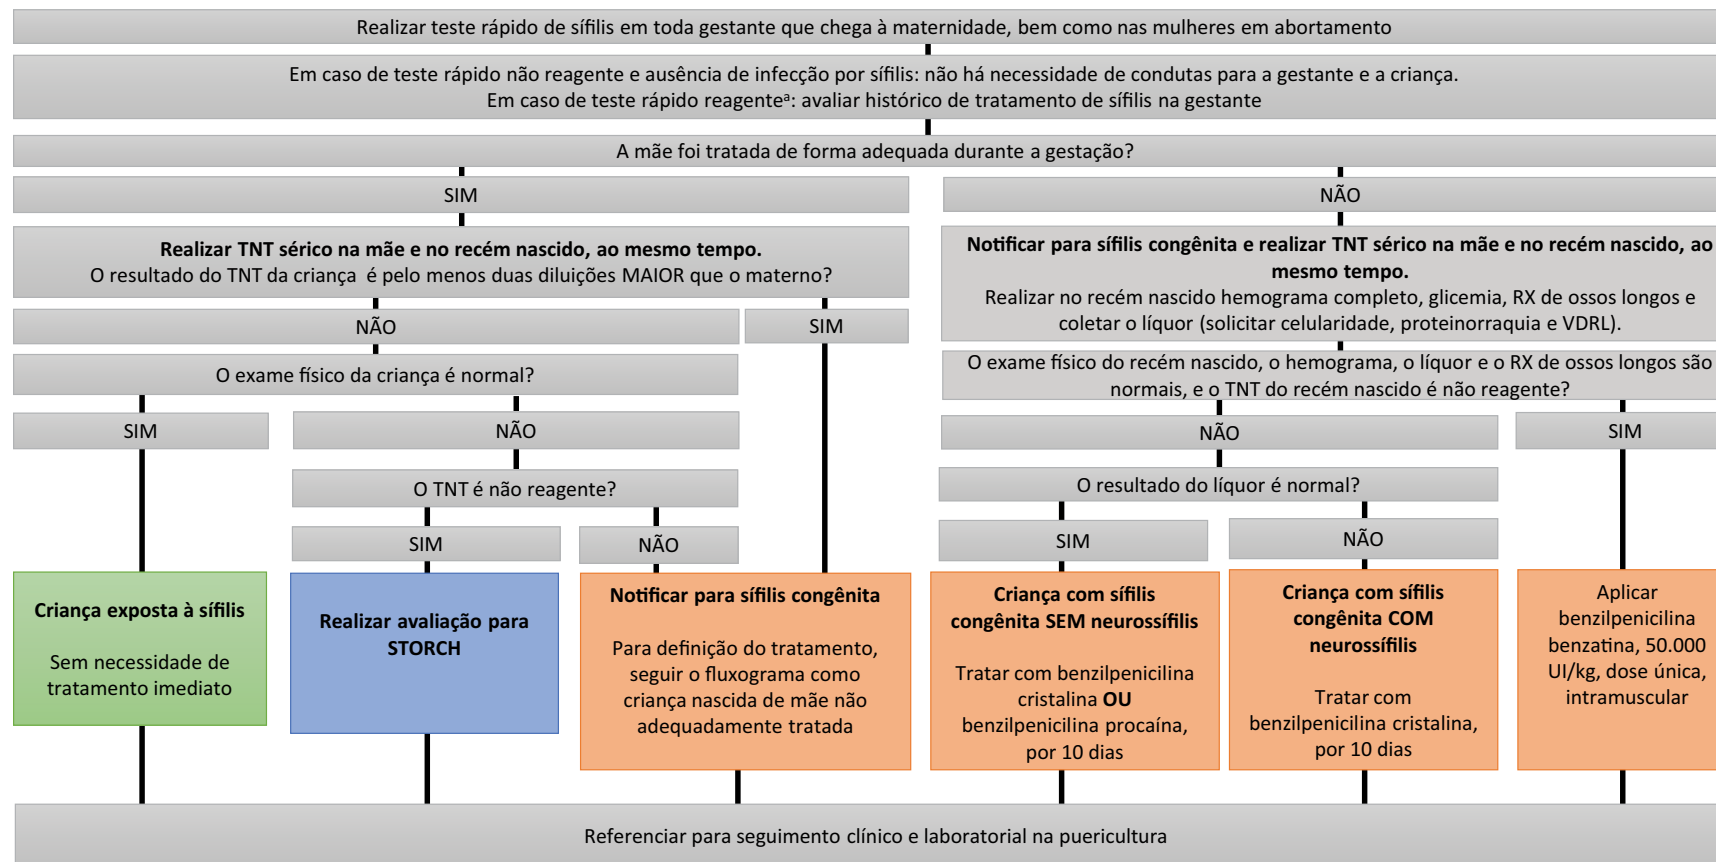 Realizar teste rápido de sífilis em toda gestante que chega à maternidade, bem como nas mulheres em abortamento
Em caso de teste rápido não reagente e ausência de infecção por sífilis: não há necessidade de condutas para a gestante e a criança.
Em caso de teste rápido reagenteᵃ: avaliar histórico de tratamento de sífilis na gestante
A mãe foi tratada de forma adequada durante a gestação?
SIM
NÃO
Realizar TNT sérico na mãe e no recém nascido, ao mesmo tempo.
O resultado do TNT da criança é pelo menos duas diluições MAIOR que o materno?
Notificar para sífilis congênita e realizar TNT sérico na mãe e no recém nascido, ao
mesmo tempo.
Realizar no recém nascido hemograma completo, glicemia, RX de ossos longos e
coletar o líquor (solicitar celularidade, proteinorraquia e VDRL).
NÃO
SIM
O exame físico da criança é normal?
O exame físico do recém nascido, o hemograma, o líquor e o RX de ossos longos são
normais, e o TNT do recém nascido é não reagente?
SIM
NÃO
NÃO
SIM
O TNT é não reagente?
O resultado do líquor é normal?
SIM
NÃO
SIM
NÃO
Criança exposta à sífilis
Sem necessidade de
tratamento imediato
Realizar avaliação para
STORCH
Notificar para sífilis congênita
Para definição do tratamento,
seguir o fluxograma como
criança nascida de mãe não
adequadamente tratada
Criança com sífilis
congênita SEM neurossífilis
Tratar com benzilpenicilina
cristalina OU
benzilpenicilina procaína,
por 10 dias
Criança com sífilis
congênita COM
neurossífilis
Tratar com
benzilpenicilina cristalina,
por 10 dias
Aplicar
benzilpenicilina
benzatina, 50.000
UI/kg, dose única,
intramuscular
Referenciar para seguimento clínico e laboratorial na puericultura